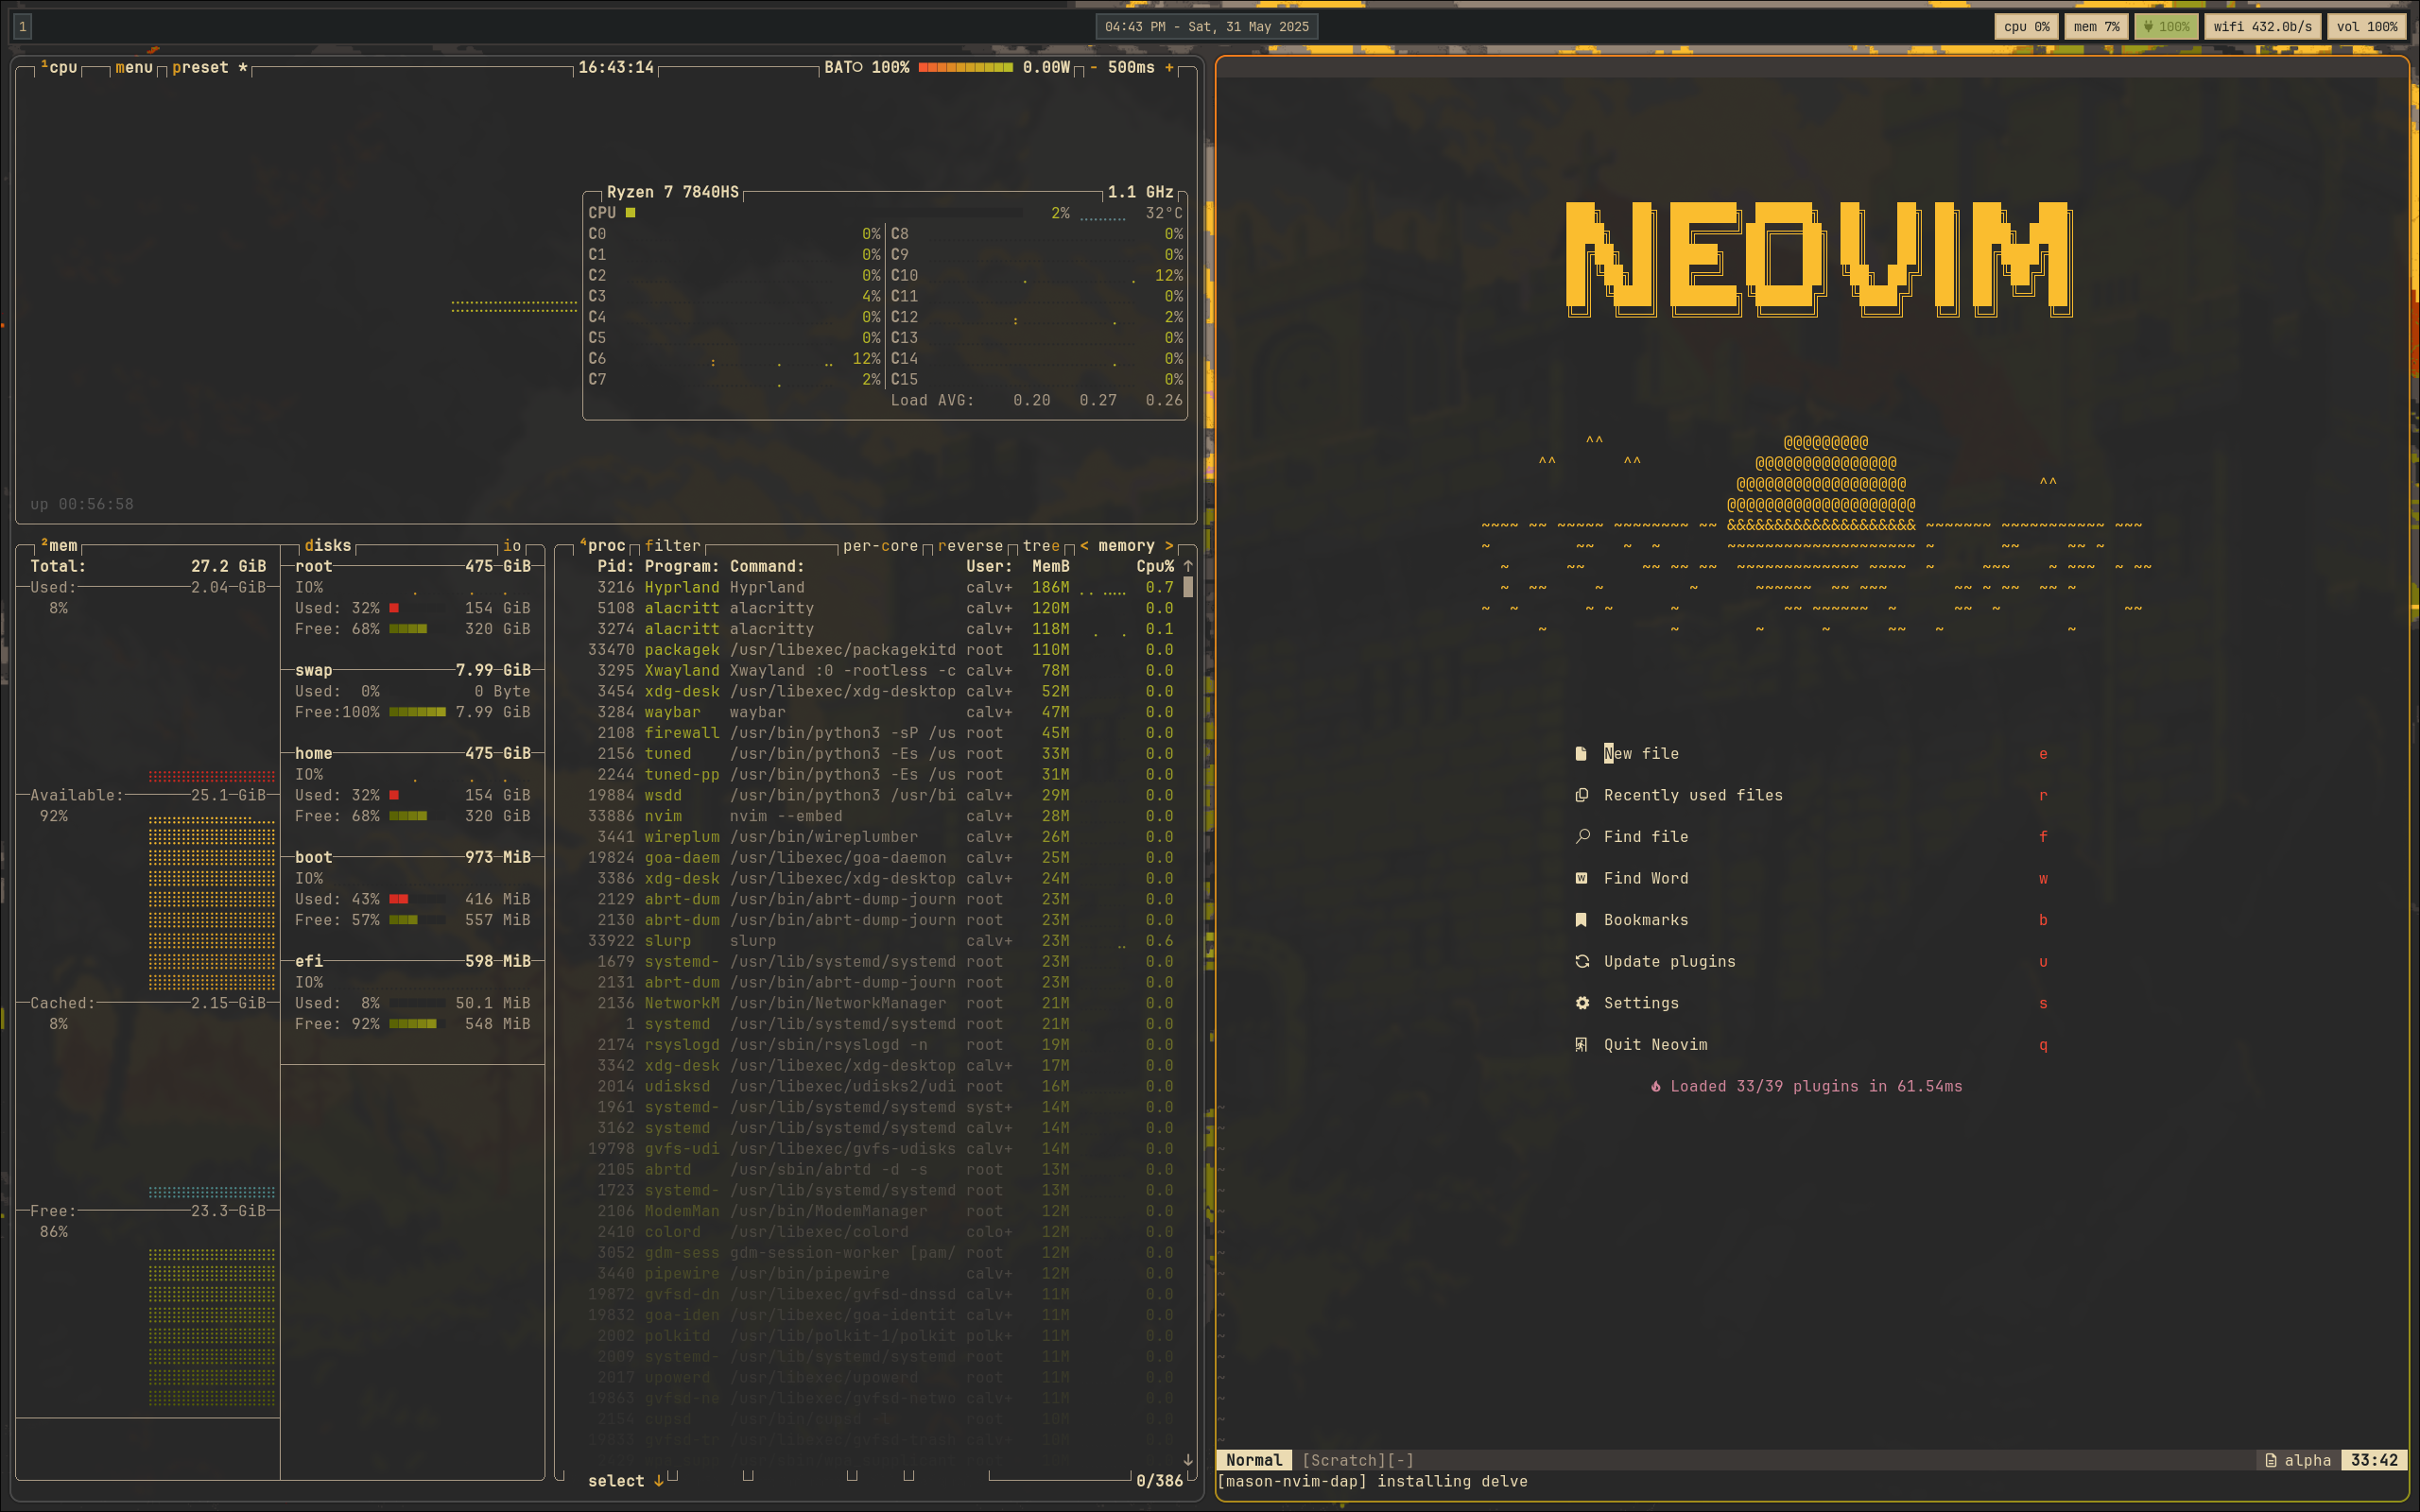 1
04:43 PM - Sat, 31 May 2025
cpu 0% mem 7% 100% wifi 432.0b/s vol 100%
¹cpu menu preset * 16:43:14 BAT○ 100% 0.00W - 500ms +
Ryzen 7 7840HS 1.1 GHz
CPU 2% 32°C
C0 0% C8 0%
C1 0% C9 0%
C2 0% C10 12%
C3 4% C11 0%
C4 0% C12 2%
C5 0% C13 0%
C6 12% C14 0%
C7 2% C15 0%
Load AVG: 0.20 0.27 0.26
up 00:56:58
²mem
Total: 27.2 GiB
Used: 2.04 GiB
8%
Available: 25.1 GiB
92%
Cached: 2.15 GiB
8%
Free: 23.3 GiB
86%
disks io
root 475 GiB
IO%
Used: 32% 154 GiB
Free: 68% 320 GiB
swap 7.99 GiB
Used: 0% 0 Byte
Free:100% 7.99 GiB
home 475 GiB
IO%
Used: 32% 154 GiB
Free: 68% 320 GiB
boot 973 MiB
IO%
Used: 43% 416 MiB
Free: 57% 557 MiB
efi 598 MiB
IO%
Used: 8% 50.1 MiB
Free: 92% 548 MiB
⁴proc filter per-core reverse tree < memory >
Pid: Program: Command: User: MemB Cpu% ↑
3216 Hyprland Hyprland calv+ 186M 0.7
5108 alacritt alacritty calv+ 120M 0.0
3274 alacritt alacritty calv+ 118M 0.1
33470 packagek /usr/libexec/packagekitd root 110M 0.0
3295 Xwayland Xwayland :0 -rootless -c calv+ 78M 0.0
3454 xdg-desk /usr/libexec/xdg-desktop calv+ 52M 0.0
3284 waybar waybar calv+ 47M 0.0
2108 firewall /usr/bin/python3 -sP /us root 45M 0.0
2156 tuned /usr/bin/python3 -Es /us root 33M 0.0
2244 tuned-pp /usr/bin/python3 -Es /us root 31M 0.0
19884 wsdd /usr/bin/python3 /usr/bi calv+ 29M 0.0
33886 nvim nvim --embed calv+ 28M 0.0
3441 wireplum /usr/bin/wireplumber calv+ 26M 0.0
19824 goa-daem /usr/libexec/goa-daemon calv+ 25M 0.0
3386 xdg-desk /usr/libexec/xdg-desktop calv+ 24M 0.0
2129 abrt-dum /usr/bin/abrt-dump-journ root 23M 0.0
2130 abrt-dum /usr/bin/abrt-dump-journ root 23M 0.0
33922 slurp slurp calv+ 23M 0.6
1679 systemd- /usr/lib/systemd/systemd root 23M 0.0
2131 abrt-dum /usr/bin/abrt-dump-journ root 23M 0.0
2136 NetworkM /usr/bin/NetworkManager root 21M 0.0
1 systemd /usr/lib/systemd/systemd root 21M 0.0
2174 rsyslogd /usr/sbin/rsyslogd -n root 19M 0.0
3342 xdg-desk /usr/libexec/xdg-desktop calv+ 17M 0.0
2014 udisksd /usr/libexec/udisks2/udi root 16M 0.0
1961 systemd- /usr/lib/systemd/systemd syst+ 14M 0.0
3162 systemd /usr/lib/systemd/systemd calv+ 14M 0.0
19798 gvfs-udi /usr/libexec/gvfs-udisks calv+ 14M 0.0
2105 abrtd /usr/sbin/abrtd -d -s root 13M 0.0
1723 systemd- /usr/lib/systemd/systemd root 13M 0.0
2106 ModemMan /usr/bin/ModemManager root 12M 0.0
2410 colord /usr/libexec/colord colo+ 12M 0.0
3052 gdm-sess gdm-session-worker [pam/ root 12M 0.0
3440 pipewire /usr/bin/pipewire calv+ 12M 0.0
19872 gvfsd-dn /usr/libexec/gvfsd-dnssd calv+ 11M 0.0
19832 goa-iden /usr/libexec/goa-identit calv+ 11M 0.0
2002 polkitd /usr/lib/polkit-1/polkit polk+ 11M 0.0
2009 systemd- /usr/lib/systemd/systemd root 11M 0.0
2017 upowerd /usr/libexec/upowerd root 11M 0.0
19863 gvfsd-ne /usr/libexec/gvfsd-netwo calv+ 11M 0.0
2154 cupsd /usr/bin/cupsd root 10M 0.0
gvfsd-tr /usr/libexec/gvfsd-trash calv+ 10M 0.0
select ↓ 0/386
NEOVIM
New file e
Recently used files r
Find file f
Find Word w
Bookmarks b
Update plugins u
Settings s
Quit Neovim q
Loaded 33/39 plugins in 61.54ms
Normal [Scratch][-] alpha 33:42
[mason-nvim-dap] installing delve